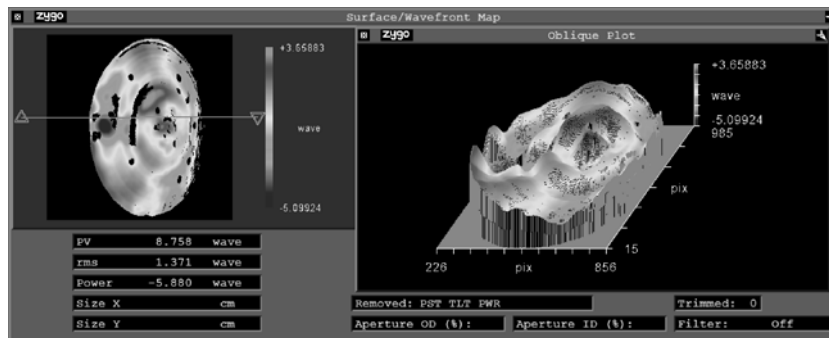 zygo Surface/Wavefront Map
+3.65883
wave
-5.09924
PV 8.758 wave
rms 1.371 wave
Power -5.880 wave
Size X cm
Size Y cm
zygo Oblique Plot
+3.65883
wave
-5.09924
985
pix
15
226 pix 856
Removed: PST TLT PWR
Trimmed: 0
Aperture OD (%): Aperture ID (%): Filter: Off